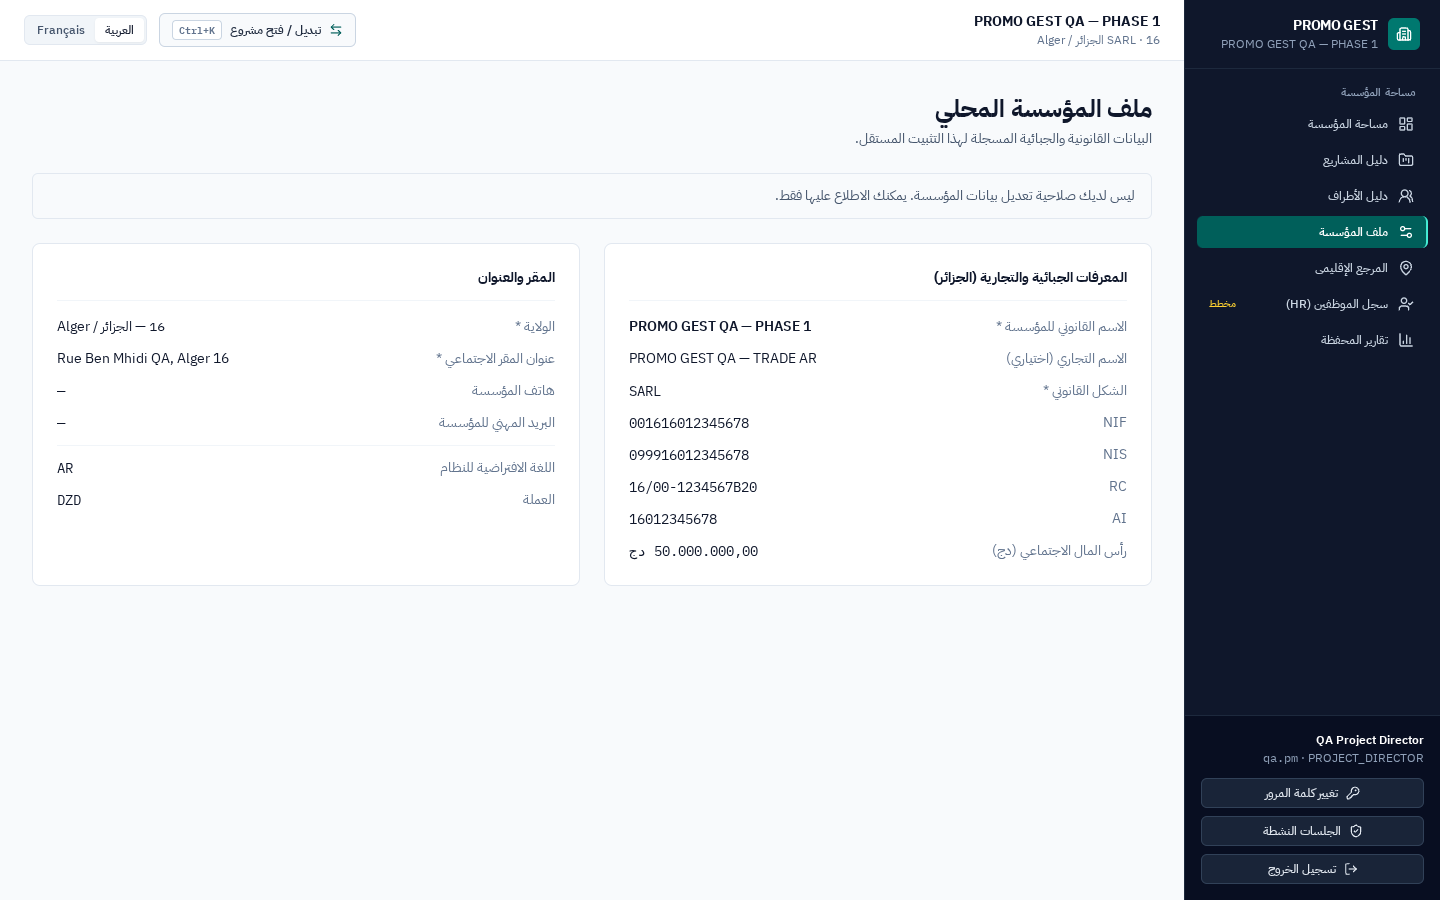 PROMO GEST
PROMO GEST QA — PHASE 1
مساحة المؤسسة
مساحة المؤسسة
دليل المشاريع
دليل الأطراف
ملف المؤسسة
المرجع الإقليمي
سجل الموظفين (HR) مخطط
تقارير المحفظة
QA Project Director
qa.pm · PROJECT_DIRECTOR
تغيير كلمة المرور
الجلسات النشطة
تسجيل الخروج
PROMO GEST QA — PHASE 1
Alger / الجزائر SARL · 16
تبديل / فتح مشروع Ctrl+K
العربية Français
ملف المؤسسة المحلي
البيانات القانونية والجبائية المسجلة لهذا التثبيت المستقل.
ليس لديك صلاحية تعديل بيانات المؤسسة. يمكنك الاطلاع عليها فقط.
المعرفات الجبائية والتجارية (الجزائر)
الاسم القانوني للمؤسسة * PROMO GEST QA — PHASE 1
الاسم التجاري (اختياري) PROMO GEST QA — TRADE AR
الشكل القانوني * SARL
NIF 001616012345678
NIS 099916012345678
RC 16/00-1234567B20
AI 16012345678
رأس المال الاجتماعي (دج) 50.000.000,00 دج
المقر والعنوان
الولاية * 16 — الجزائر / Alger
عنوان المقر الاجتماعي * Rue Ben Mhidi QA, Alger 16
هاتف المؤسسة —
البريد المهني للمؤسسة —
اللغة الافتراضية للنظام AR
العملة DZD